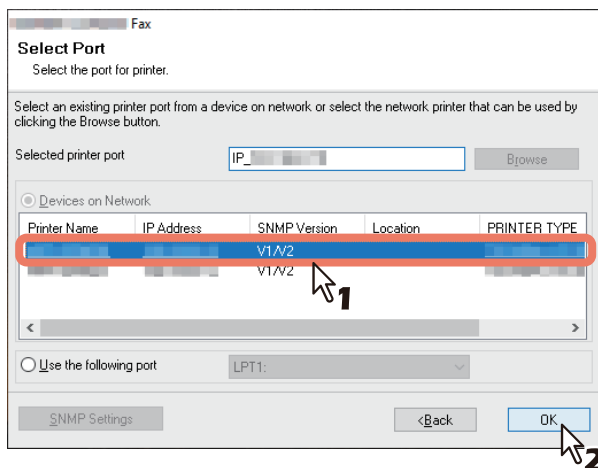 Fax
Select Port
Select the port for printer.
Select an existing printer port from a device on network or select the network printer that can be used by
clicking the Browse button.
Selected printer port IP_ Browse
Devices on Network
Printer Name IP Address SNMP Version Location PRINTER TYPE
V1/V2
V1/V2
1
Use the following port LPT1:
SNMP Settings <Back OK
2